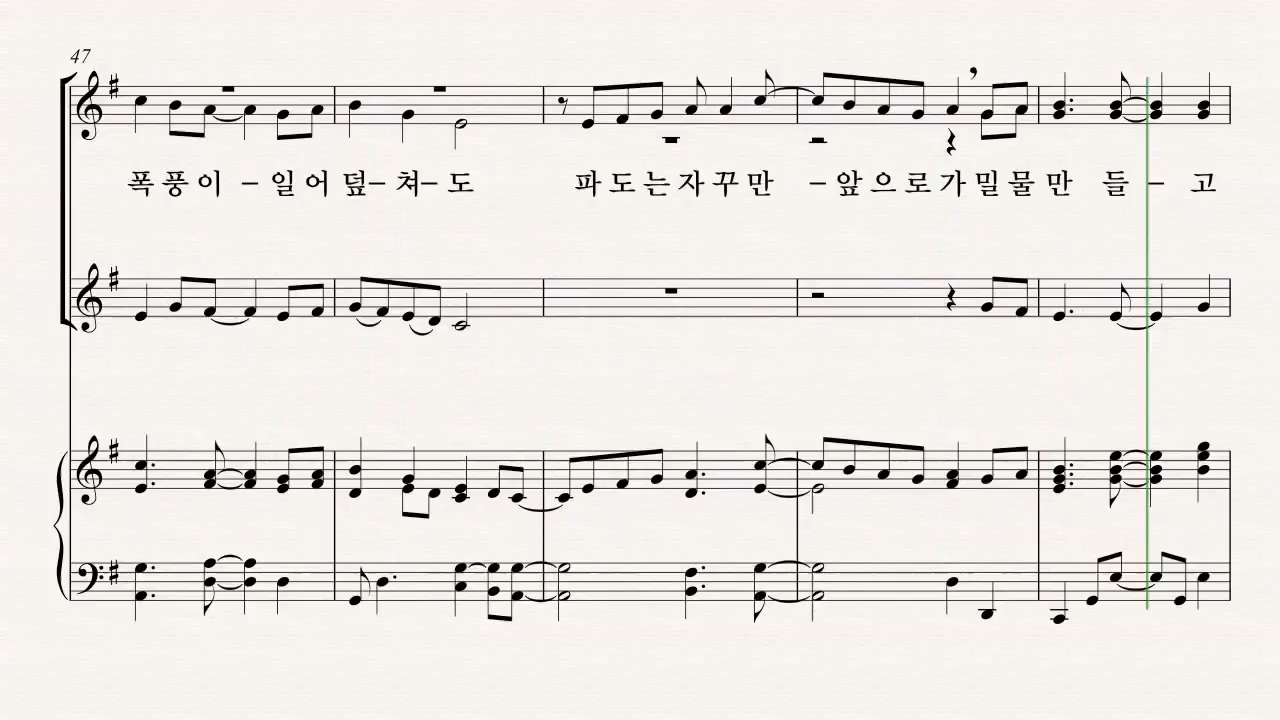 47
폭 풍 이 – 일 어 덮– 쳐– 도 파 도 는 자 꾸 만 – 앞 으 로 가 밀 물 만 들 – 고